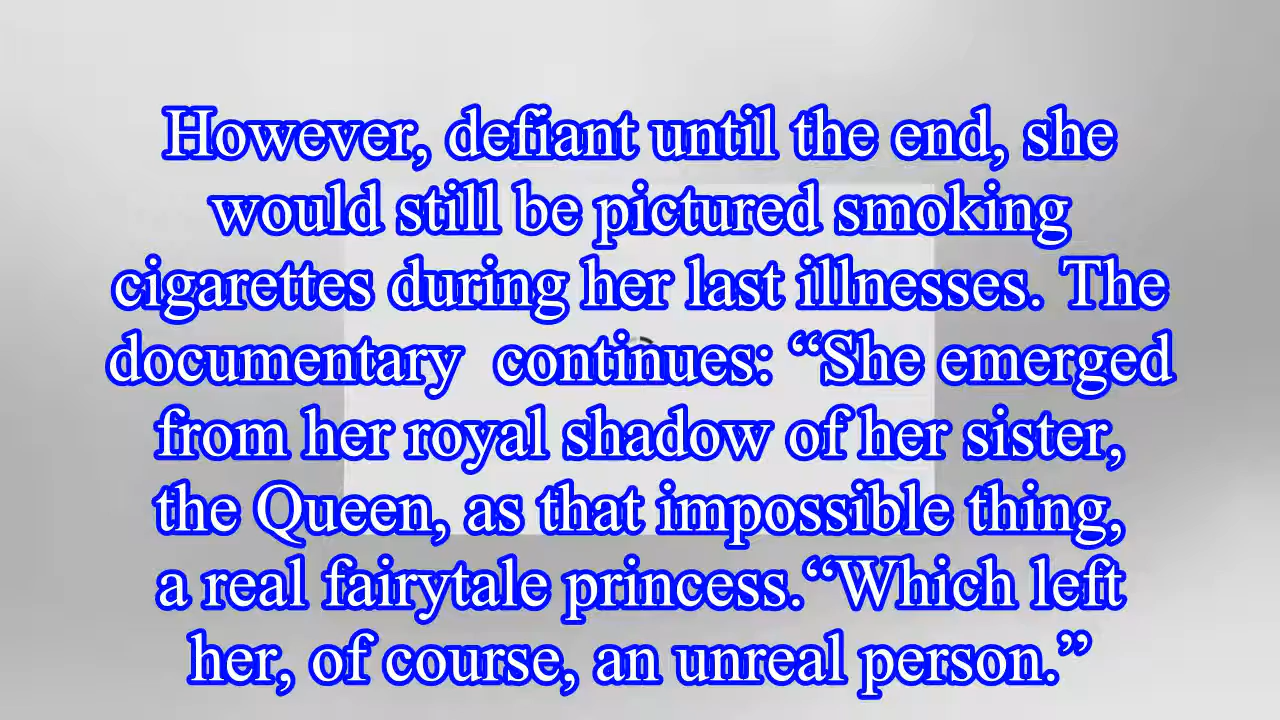 However, defiant until the end, she
would still be pictured smoking
cigarettes during her last illnesses. The
documentary  continues: “She emerged
from her royal shadow of her sister,
the Queen, as that impossible thing,
a real fairytale princess.“Which left
her, of course, an unreal person.”